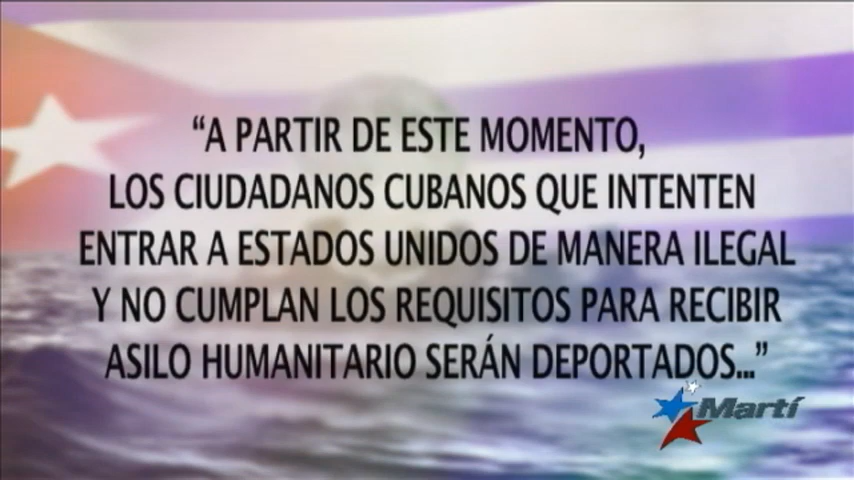 “A PARTIR DE ESTE MOMENTO,
LOS CIUDADANOS CUBANOS QUE INTENTEN
ENTRAR A ESTADOS UNIDOS DE MANERA ILEGAL
Y NO CUMPLAN LOS REQUISITOS PARA RECIBIR
ASILO HUMANITARIO SERÁN DEPORTADOS...”
Martí